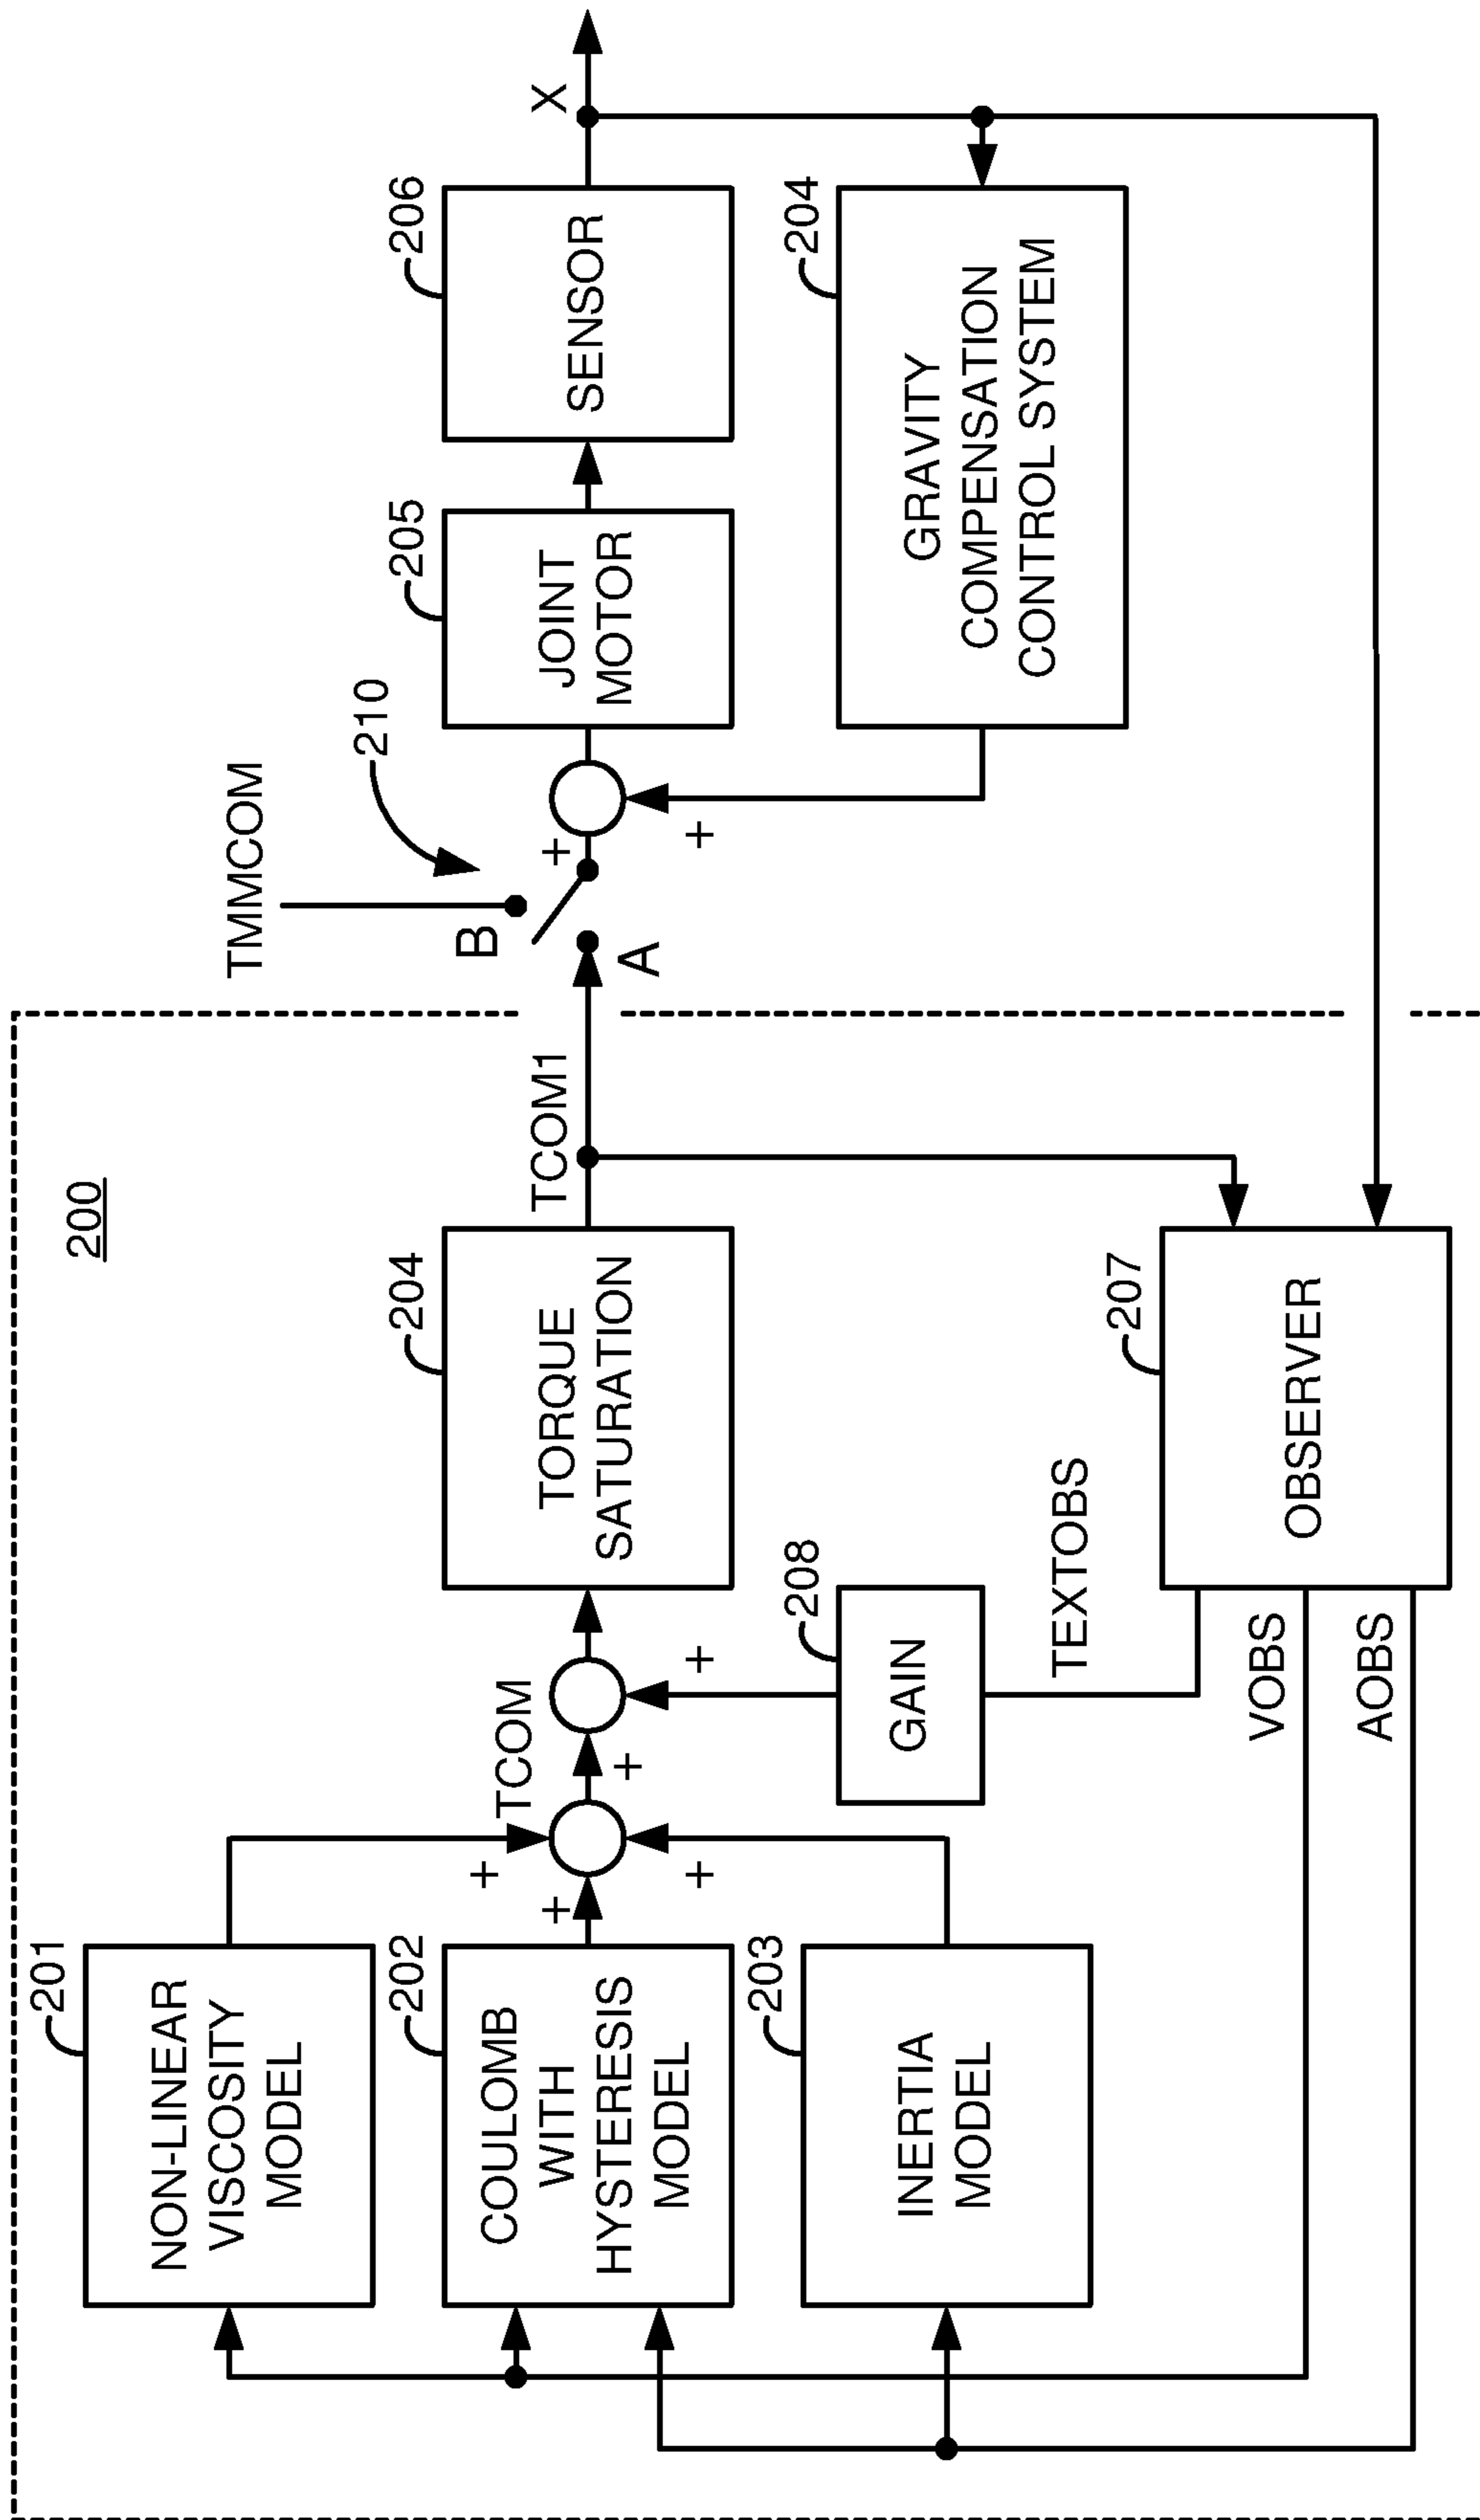 200
201
NON-LINEAR
VISCOSITY
MODEL
202
COULOMB
WITH
HYSTERESIS
MODEL
203
INERTIA
MODEL
+
+
+
TCOM
+
+
204
TORQUE
SATURATION
TCOM1
208
GAIN
TEXTOBS
VOBS
AOBS
207
OBSERVER
TMMCOM
210
B
A
+
+
205
JOINT
MOTOR
206
SENSOR
X
204
GRAVITY
COMPENSATION
CONTROL SYSTEM